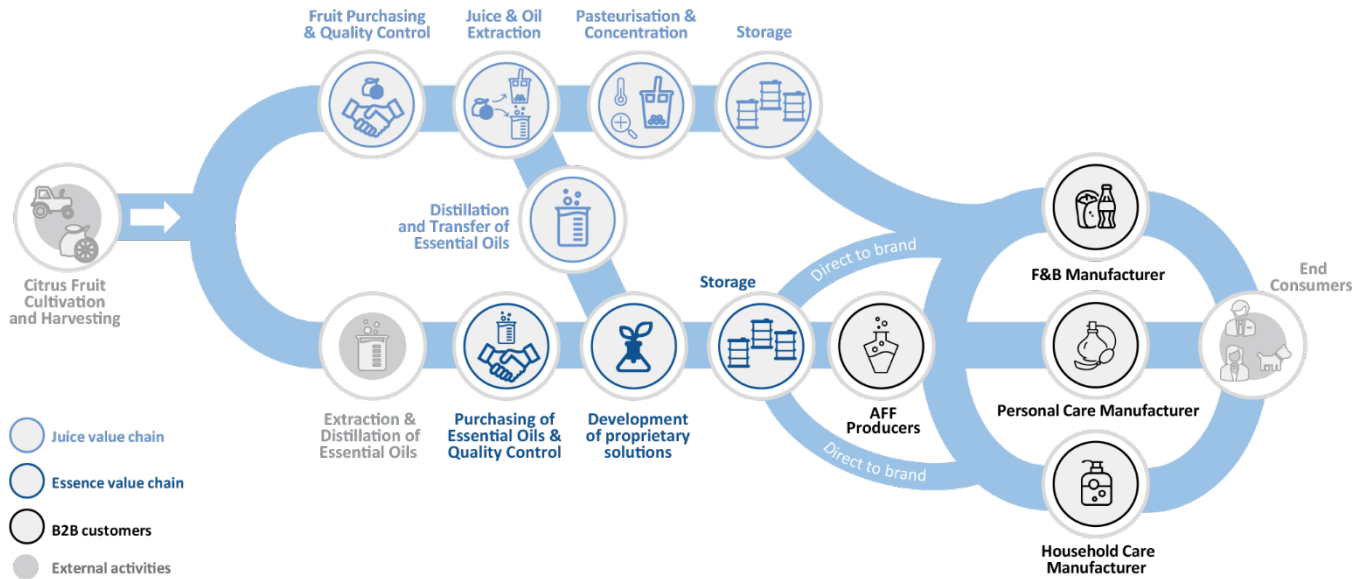 Fruit Purchasing
& Quality Control
Juice & Oil
Extraction
Pasteurisation &
Concentration
Storage
Citrus Fruit
Cultivation
and Harvesting
Distillation
and Transfer of
Essential Oils
Direct to brand
Storage
F&B Manufacturer
End
Consumers
Extraction &
Distillation of
Essential Oils
Purchasing of
Essential Oils &
Quality Control
Development
of proprietary
solutions
AFF
Producers
Personal Care Manufacturer
Direct to brand
Household Care
Manufacturer
Juice value chain
Essence value chain
B2B customers
External activities